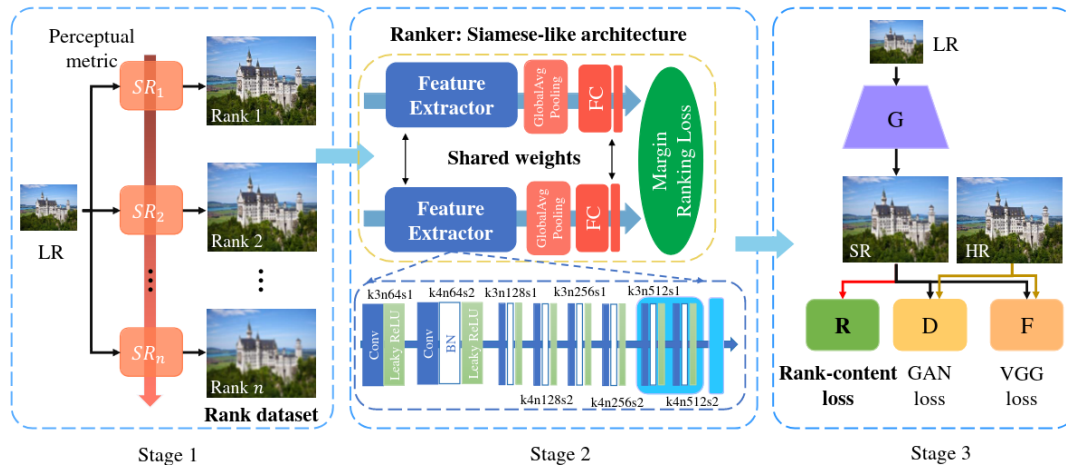 Perceptual
metric
SR1
Rank 1
SR2
Rank 2
LR
SRn
Rank n
Rank dataset
Stage 1
Ranker: Siamese-like architecture
Feature
Extractor
GlobalAvg
Pooling
FC
Shared weights
Feature
Extractor
GlobalAvg
Pooling
FC
Margin
Ranking Loss
k3n64s1
k4n64s2
k3n128s1
k3n256s1
k3n512s1
Conv
Leaky ReLU
Conv
BN
Leaky ReLU
k4n128s2
k4n256s2
k4n512s2
Stage 2
LR
G
SR
HR
R
D
F
Rank-content
loss
GAN
loss
VGG
loss
Stage 3